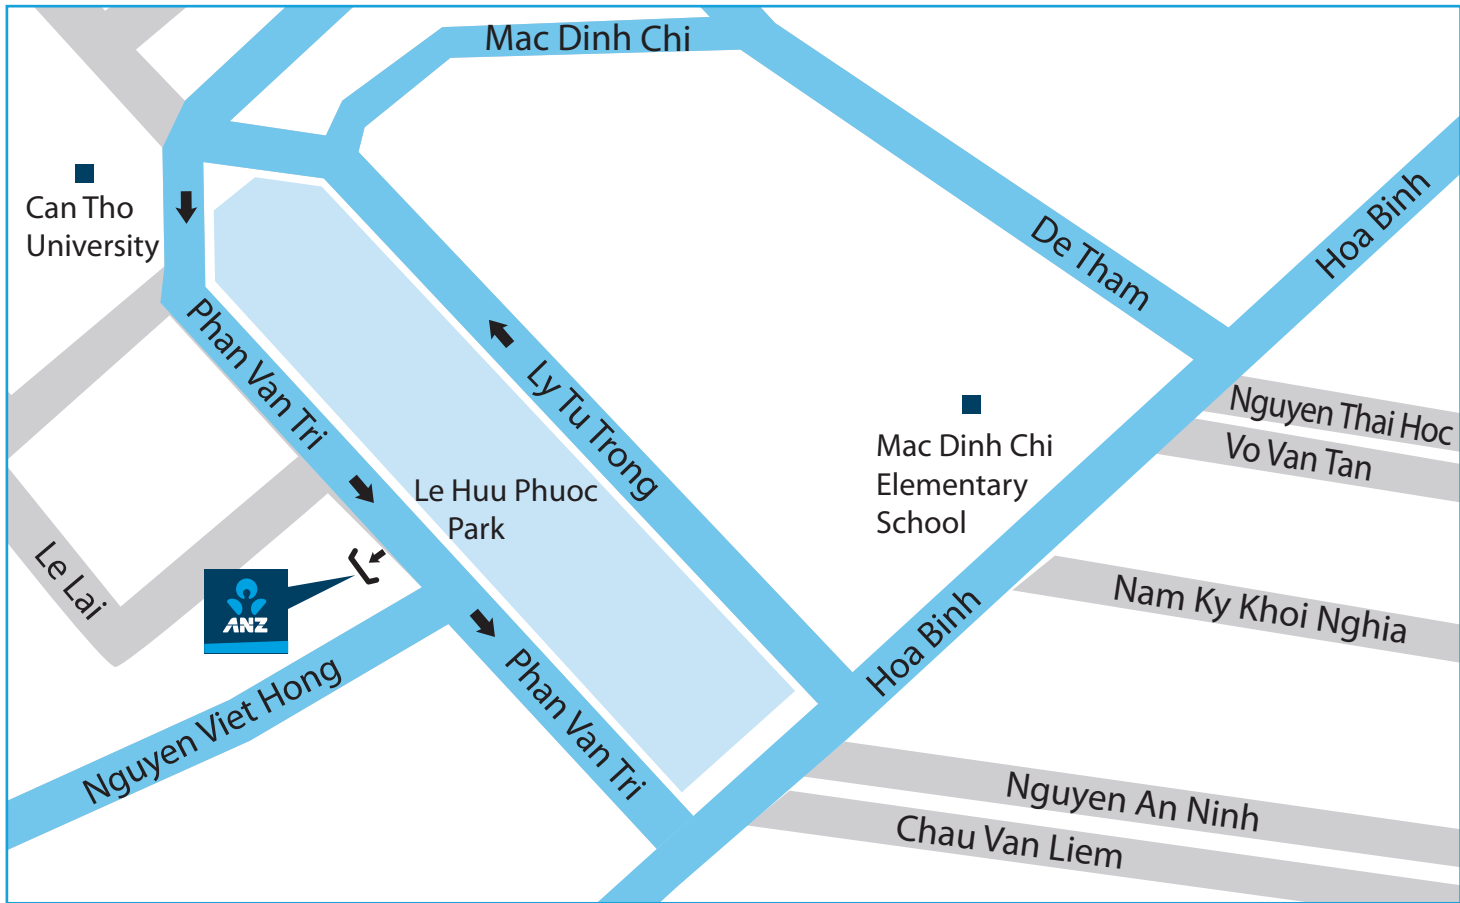 Mac Dinh Chi
Can Tho
University
De Tham
Hoa Binh
Phan Van Tri
Ly Tu Trong
Nguyen Thai Hoc
Vo Van Tan
Mac Dinh Chi
Elementary
School
Le Huu Phuoc
Park
Le Lai
ANZ
Nam Ky Khoi Nghia
Hoa Binh
Nguyen Viet Hong
Phan Van Tri
Nguyen An Ninh
Chau Van Liem